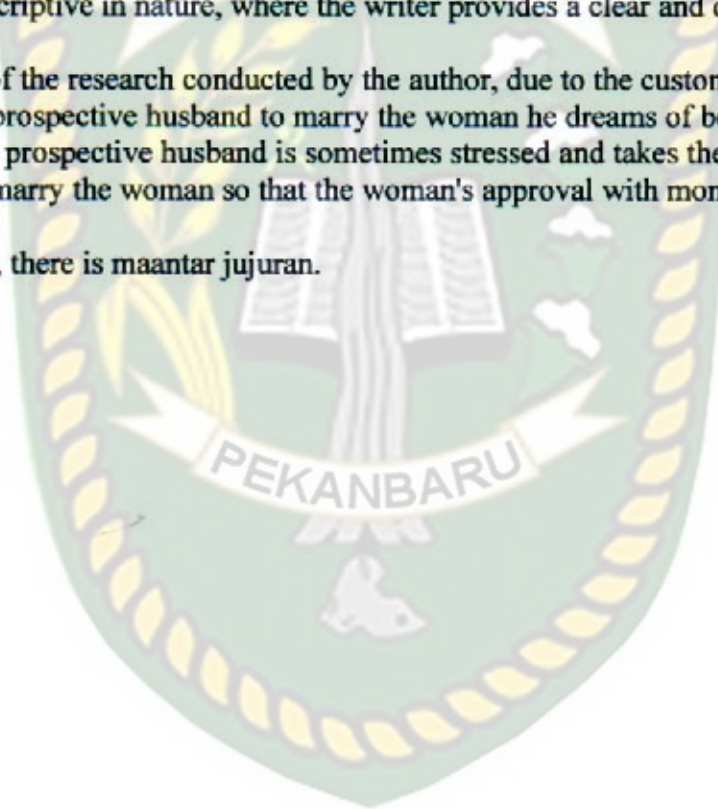 criptive in nature, where the writer provides a clear and
of the research conducted by the author, due to the custon
prospective husband to marry the woman he dreams of
prospective husband is sometimes stressed and takes the
marry the woman so that the woman's approval with
, there is maantar jujuran.
PEKANBARU